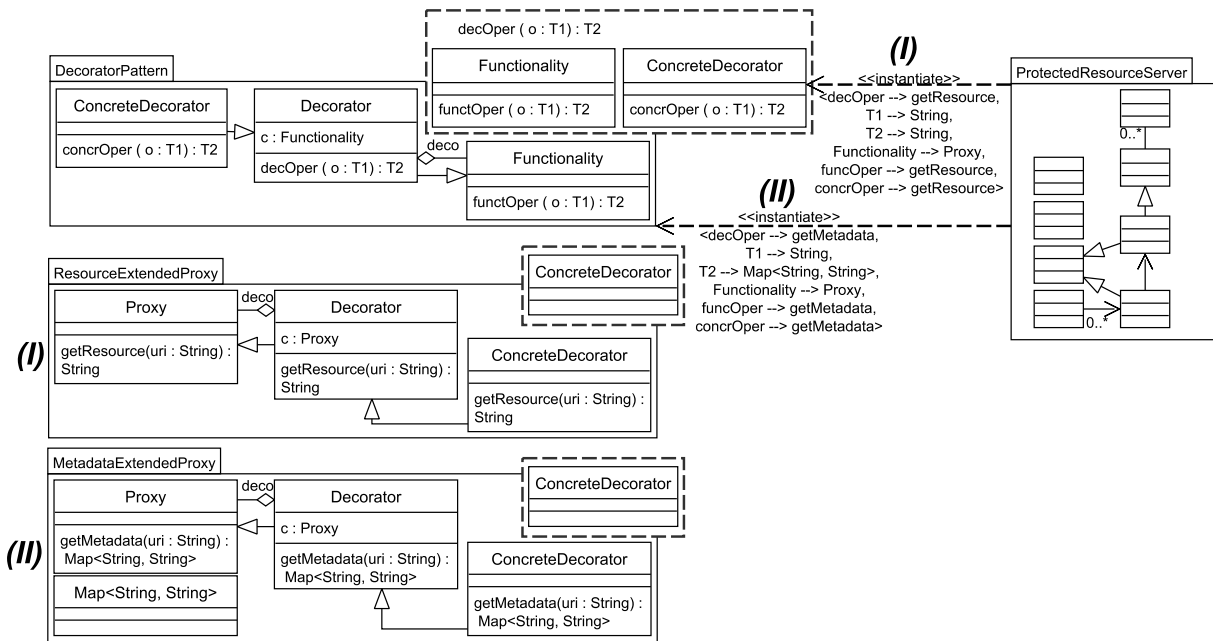 decOper ( o : T1) : T2
Functionality
functOper ( o : T1) : T2
ConcreteDecorator
concrOper ( o : T1) : T2
DecoratorPattern
ConcreteDecorator
concrOper ( o : T1) : T2
Decorator
c : Functionality
decOper ( o : T1) : T2
deco
Functionality
functOper ( o : T1) : T2
(I)
<<instantiate>>
<decOper --> getResource,
T1 --> String,
T2 --> String,
Functionality --> Proxy,
funcOper --> getResource,
concrOper --> getResource>
(II)
<<instantiate>>
<decOper --> getMetadata,
T1 --> String,
T2 --> Map<String, String>,
Functionality --> Proxy,
funcOper --> getMetadata,
concrOper --> getMetadata>
ProtectedResourceServer
0..*
0..*
(I)
ResourceExtendedProxy
Proxy
getResource(uri : String) :
String
deco
Decorator
c : Proxy
getResource(uri : String) :
String
ConcreteDecorator
ConcreteDecorator
getResource(uri : String) :
String
(II)
MetadataExtendedProxy
Proxy
getMetadata(uri : String) :
Map<String, String>
Map<String, String>
deco
Decorator
c : Proxy
getMetadata(uri : String) :
Map<String, String>
ConcreteDecorator
ConcreteDecorator
getMetadata(uri : String) :
Map<String, String>